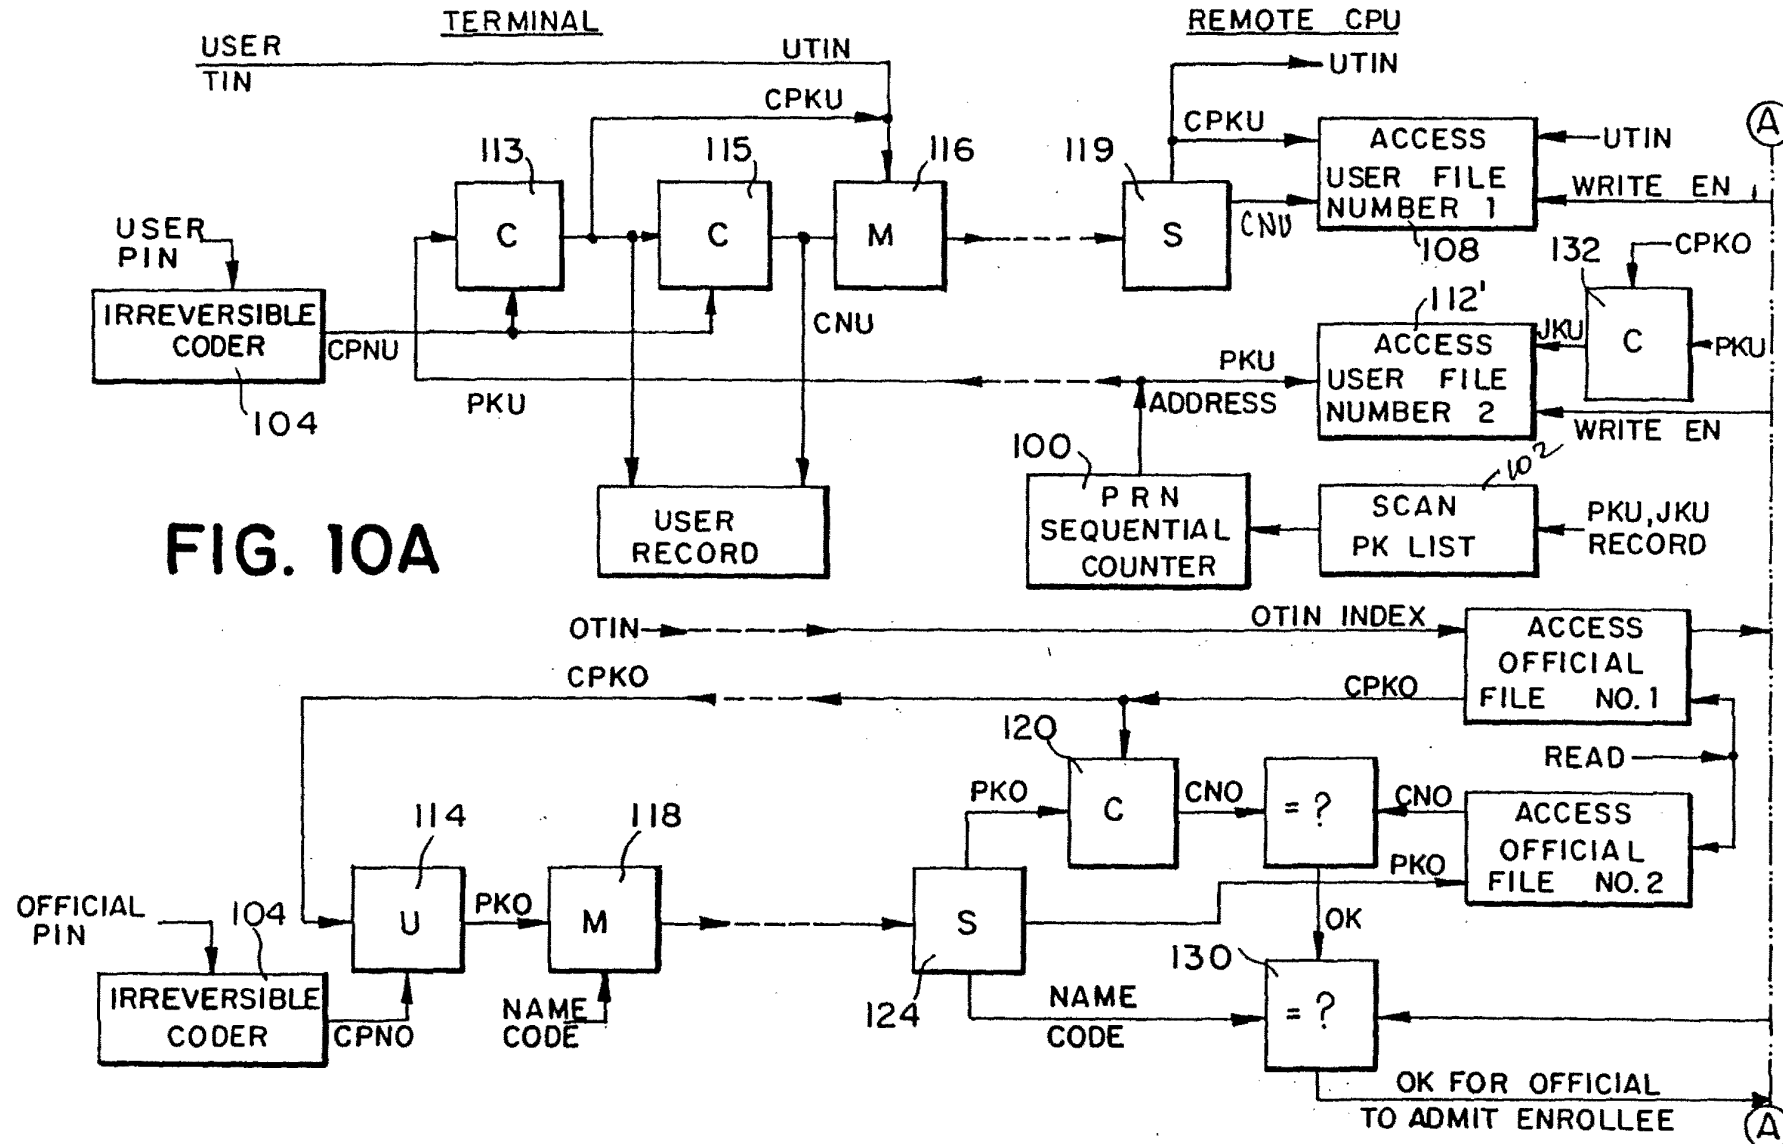 TERMINAL
REMOTE CPU
USER
TIN
UTIN
UTIN
CPKU
CPKU
A
113
115
116
119
ACCESS
USER FILE
NUMBER 1
UTIN
WRITE EN
C
C
M
S
CNU
108
USER
PIN
132
CPKO
IRREVERSIBLE
CODER
CPNU
CNU
112'
JKU
C
PKU
ACCESS
USER FILE
NUMBER 2
PKU
PKU
ADDRESS
104
WRITE EN
100
102
PRN
SEQUENTIAL
COUNTER
SCAN
PK LIST
PKU, JKU
RECORD
USER
RECORD
FIG. 10A
OTIN
OTIN INDEX
ACCESS
OFFICIAL
FILE NO. 1
CPKO
CPKO
120
READ
PKO
C
CNO
= ?
CNO
ACCESS
OFFICIAL
FILE NO. 2
114
118
PKO
OFFICIAL
PIN
104
U
PKO
M
S
OK
130
IRREVERSIBLE
CODER
CPNO
NAME
CODE
124
NAME
CODE
= ?
OK FOR OFFICIAL
TO ADMIT ENROLLEE
A